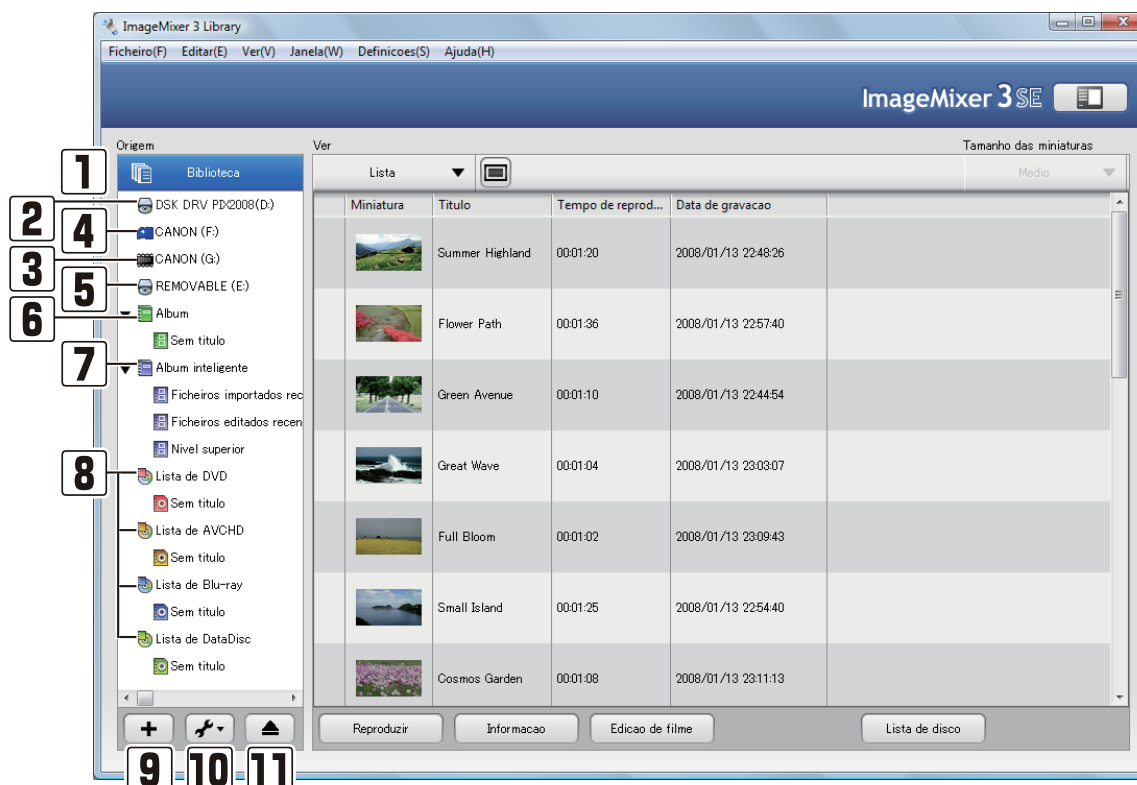 ImageMixer 3 Library
Ficheiro(F) Editar(E) Ver(V) Janela(W) Definicoes(S) Ajuda(H)
ImageMixer 3 SE
Origem Ver Tamanho das miniaturas
1 Biblioteca Lista Medio
Miniatura Titulo Tempo de reprod... Data de gravacao
2 DSK DRV PIX2008(D:)
4 CANON (F:)
3 CANON (G:)
5 REMOVABLE (E:)
6 Album
Sem titulo
7 Album inteligente
Ficheiros importados rec
Ficheiros editados recen
Nivel superior
8 Lista de DVD
Sem titulo
Lista de AVCHD
Sem titulo
Lista de Blu-ray
Sem titulo
Lista de DataDisc
Sem titulo
Summer Highland 00:01:20 2008/01/13 22:48:26
Flower Path 00:01:36 2008/01/13 22:57:40
Green Avenue 00:01:10 2008/01/13 22:44:54
Great Wave 00:01:04 2008/01/13 23:03:07
Full Bloom 00:01:02 2008/01/13 23:09:43
Small Island 00:01:25 2008/01/13 22:54:40
Cosmos Garden 00:01:08 2008/01/13 23:11:13
Reproduzir Informacao Edicao de filme Lista de disco
9 10 11